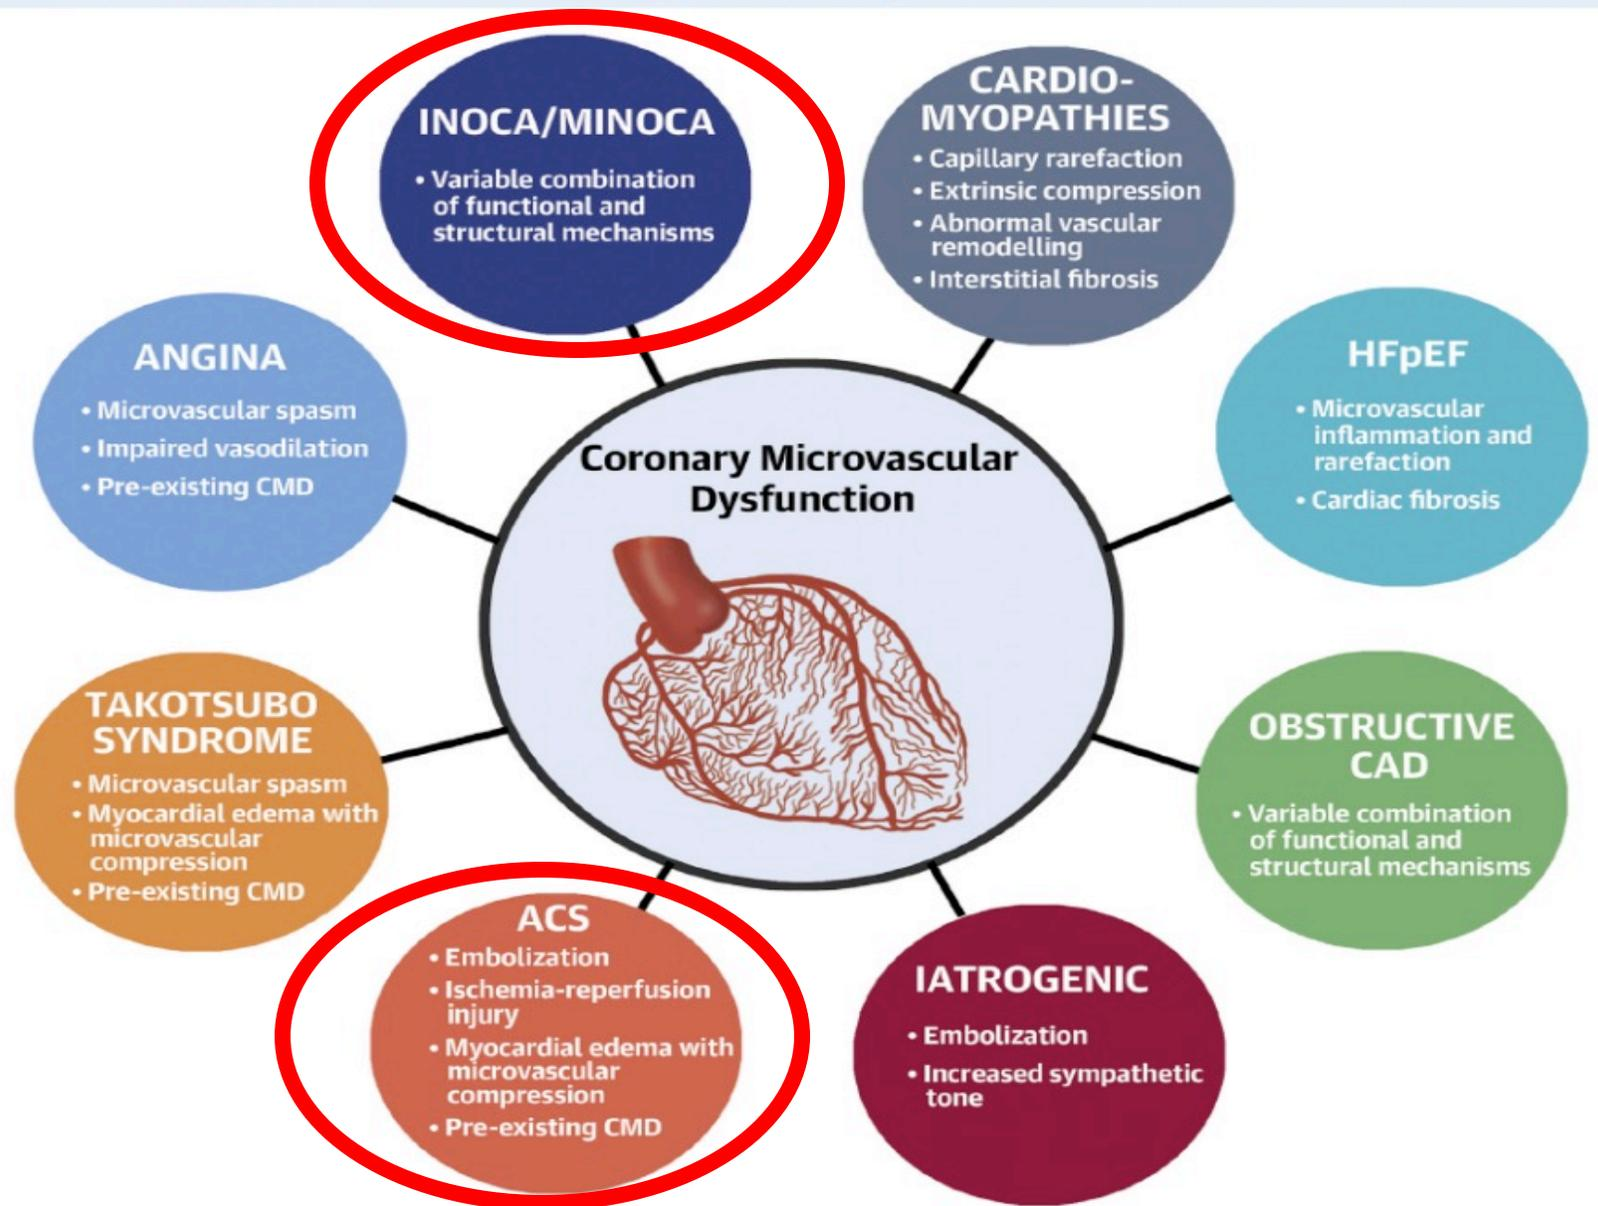 INOCA/MINOCA
• Variable combination
of functional and
structural mechanisms
CARDIO-
MYOPATHIES
• Capillary rarefaction
• Extrinsic compression
• Abnormal vascular
remodelling
• Interstitial fibrosis
ANGINA
• Microvascular spasm
• Impaired vasodilation
• Pre-existing CMD
HFpEF
• Microvascular
inflammation and
rarefaction
• Cardiac fibrosis
Coronary Microvascular
Dysfunction
TAKOTSUBO
SYNDROME
• Microvascular spasm
• Myocardial edema with
microvascular
compression
• Pre-existing CMD
OBSTRUCTIVE
CAD
• Variable combination
of functional and
structural mechanisms
ACS
• Embolization
• Ischemia-reperfusion
injury
• Myocardial edema with
microvascular
compression
• Pre-existing CMD
IATROGENIC
• Embolization
• Increased sympathetic
tone